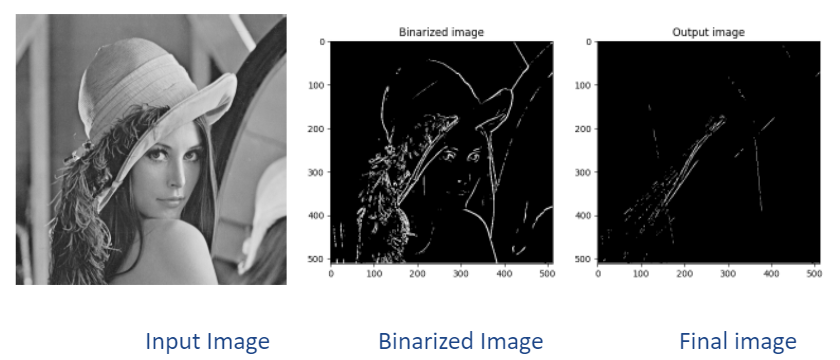 Binarized image
Output image
0
100
200
300
400
500
0 100 200 300 400 500
0
100
200
300
400
500
0 100 200 300 400 500
Input Image
Binarized Image
Final image